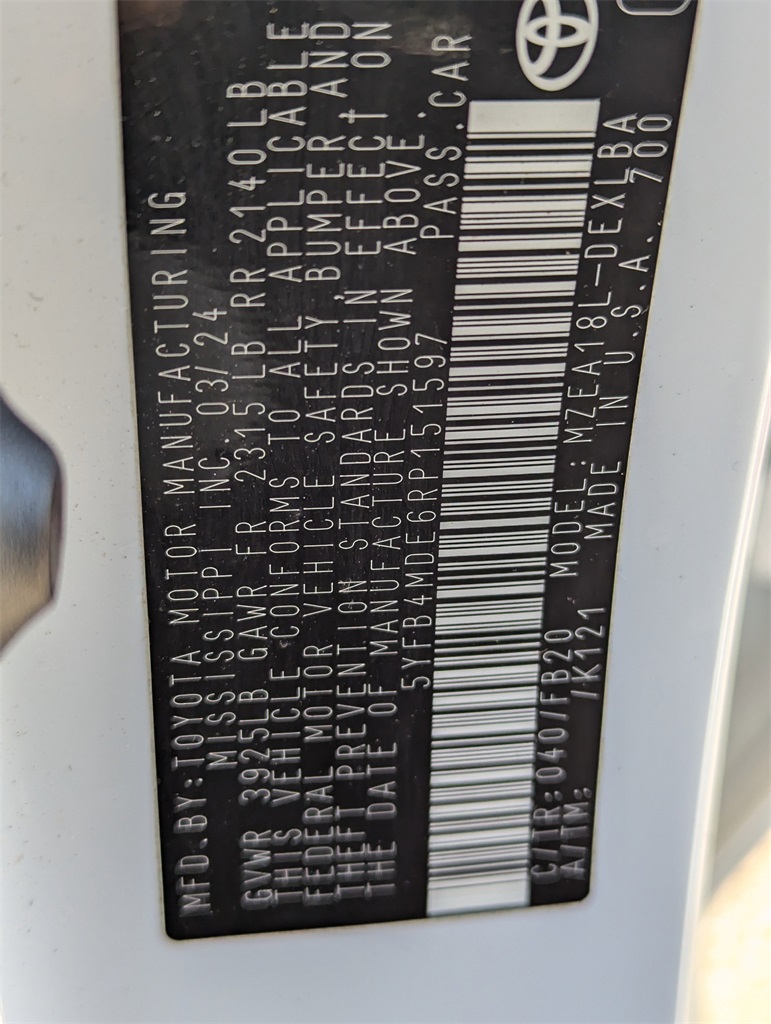 MFD.BY:TOYOTA MOTOR MANUFACTURING
MISSISSIPPI INC. 03/24
GVWR 3925LB GAWR FR 2315LB RR 2140LB
THIS VEHICLE CONFORMS TO ALL APPLICABLE
FEDERAL MOTOR VEHICLE SAFETY, BUMPER AND
THEFT PREVENTION STANDARDS IN EFFECT ON
THE DATE OF MANUFACTURE SHOWN ABOVE.
5YFB4MDE6RP151597 PASS.CAR
C/TR:040/FB20 MODEL:MZEA18L-DEXLBA
A/TM: /K121 MADE IN U.S.A. 700